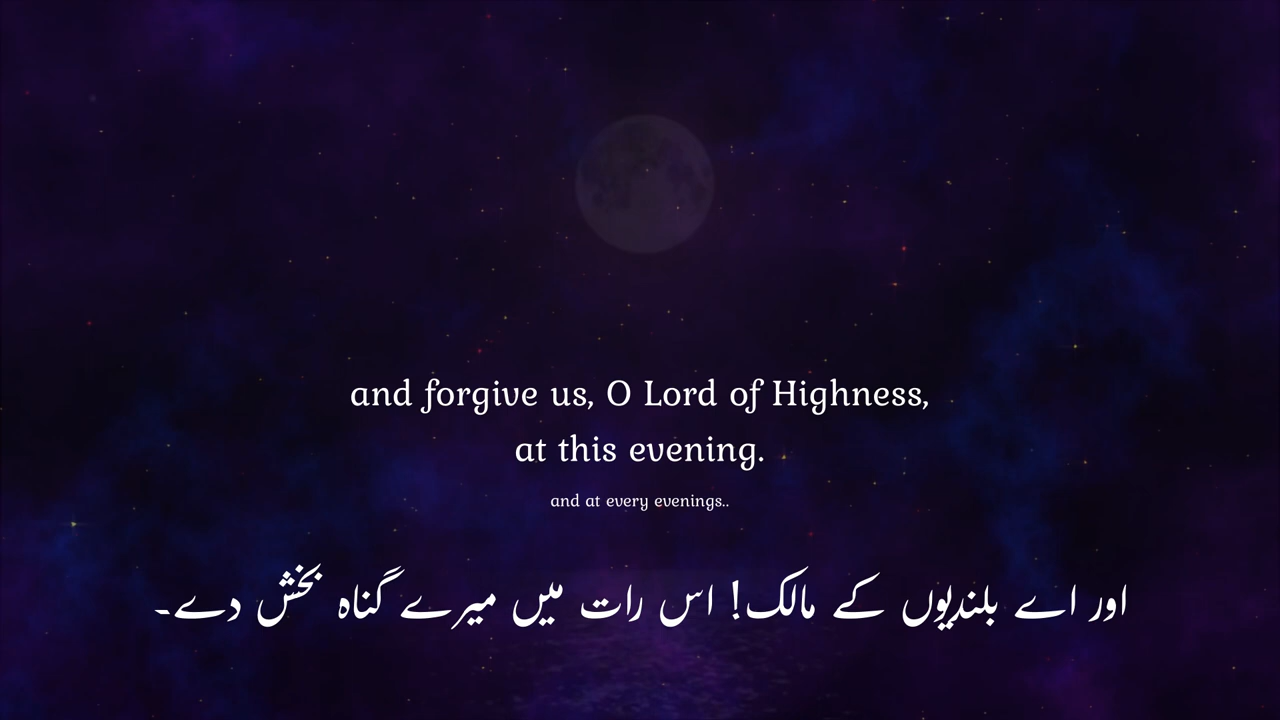 and forgive us, O Lord of Highness,
at this evening.
and at every evenings..
اور اے بلندیوں کے مالک! اس رات میں میرے گناہ بخش دے۔